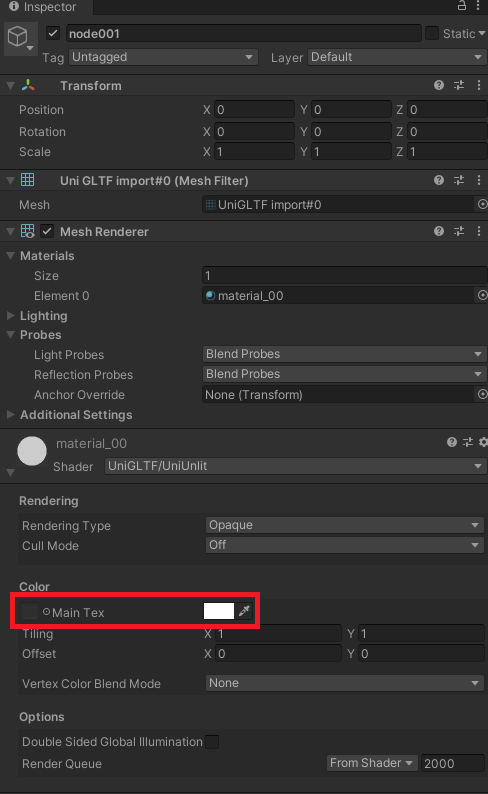 Inspector
node001 Static
Tag Untagged Layer Default
Transform
Position X 0 Y 0 Z 0
Rotation X 0 Y 0 Z 0
Scale X 1 Y 1 Z 1
Uni GLTF import#0 (Mesh Filter)
Mesh UniGLTF import#0
Mesh Renderer
Materials
Size 1
Element 0 material_00
Lighting
Probes
Light Probes Blend Probes
Reflection Probes Blend Probes
Anchor Override None (Transform)
Additional Settings
material_00
Shader UniGLTF/UniUnlit
Rendering
Rendering Type Opaque
Cull Mode Off
Color
Main Tex
Tiling X 1 Y 1
Offset X 0 Y 0
Vertex Color Blend Mode None
Options
Double Sided Global Illumination
Render Queue From Shader 2000